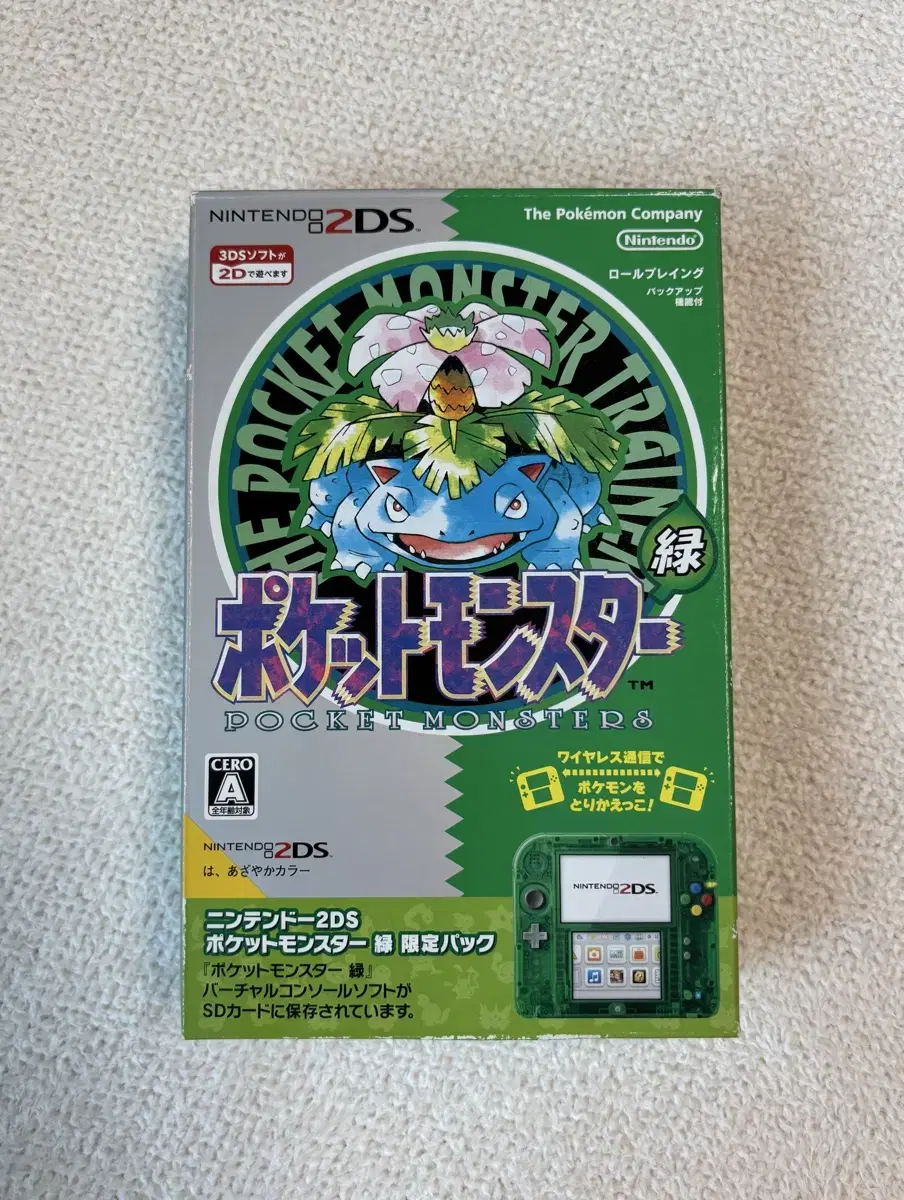 NINTENDO 2DS™
The Pokémon Company
Nintendo
3DSソフトが
2Dで遊べます
ロールプレイング
バックアップ
機能付
THE POCKET MONSTER TRAINER
緑
ポケットモンスター
TM
POCKET MONSTERS
CERO
A
全年齢対象
ワイヤレス通信で
ポケモンを
とりかえっこ!
NINTENDO 2DS™
は、あざやかカラー
NINTENDO 2DS
ニンテンドー2DS
ポケットモンスター 緑 限定パック
『ポケットモンスター 緑』
バーチャルコンソールソフトが
SDカードに保存されています。